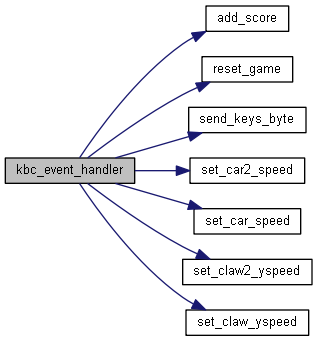 add_score
reset_game
send_keys_byte
kbc_event_handler
set_car2_speed
set_car_speed
set_claw2_yspeed
set_claw_yspeed